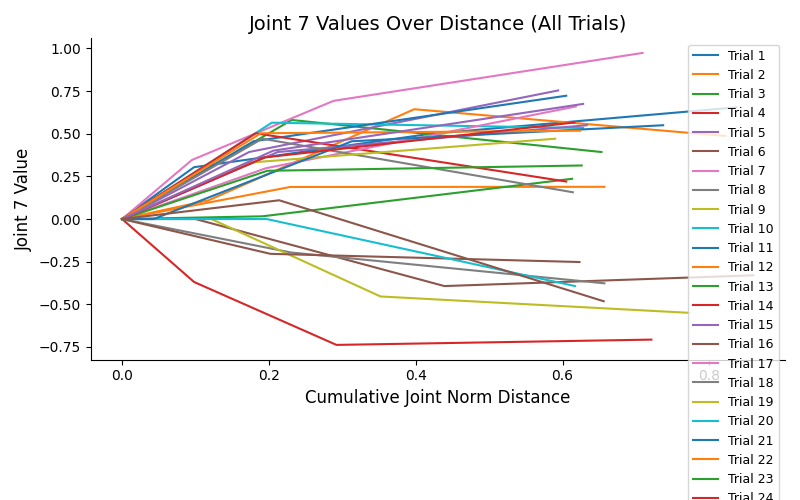 Joint 7 Values Over Distance (All Trials)
1.00
0.75
0.50
0.25
0.00
−0.25
−0.50
−0.75
Joint 7 Value
0.0
0.2
0.4
0.6
0.8
Cumulative Joint Norm Distance
Trial 1
Trial 2
Trial 3
Trial 4
Trial 5
Trial 6
Trial 7
Trial 8
Trial 9
Trial 10
Trial 11
Trial 12
Trial 13
Trial 14
Trial 15
Trial 16
Trial 17
Trial 18
Trial 19
Trial 20
Trial 21
Trial 22
Trial 23
Trial 24